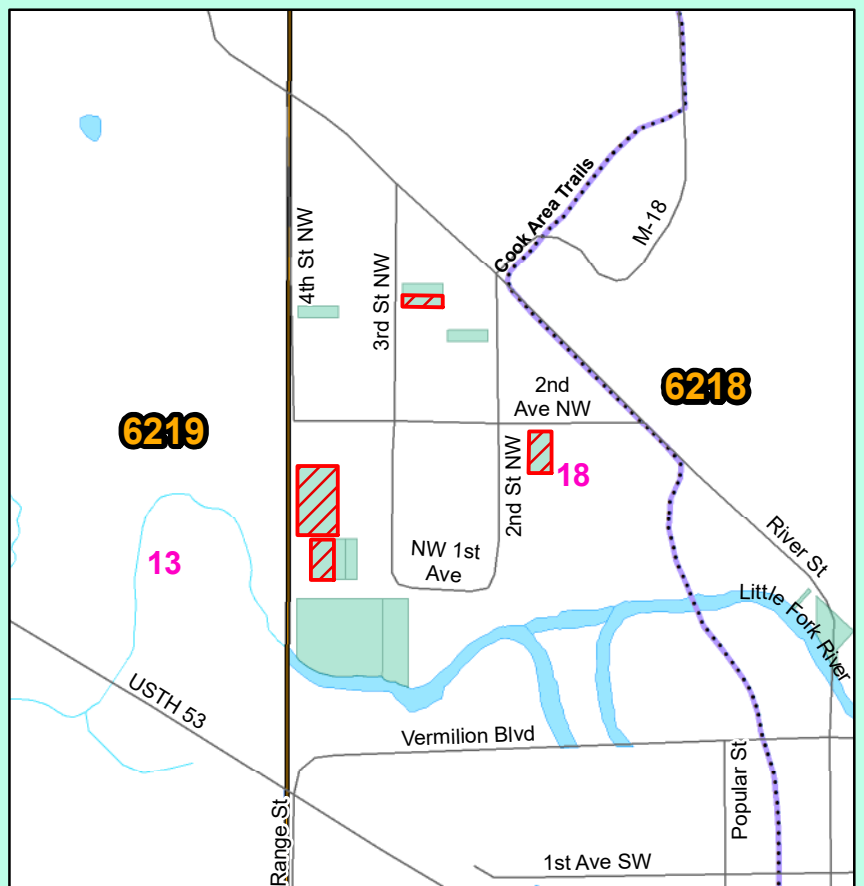 Cook Area Trails
M-18
4th St NW
3rd St NW
2nd
Ave NW
6218
6219
2nd St NW
18
13
NW 1st
Ave
River St
Little Fork River
USTH 53
Vermilion Blvd
Popular St
Range St
1st Ave SW